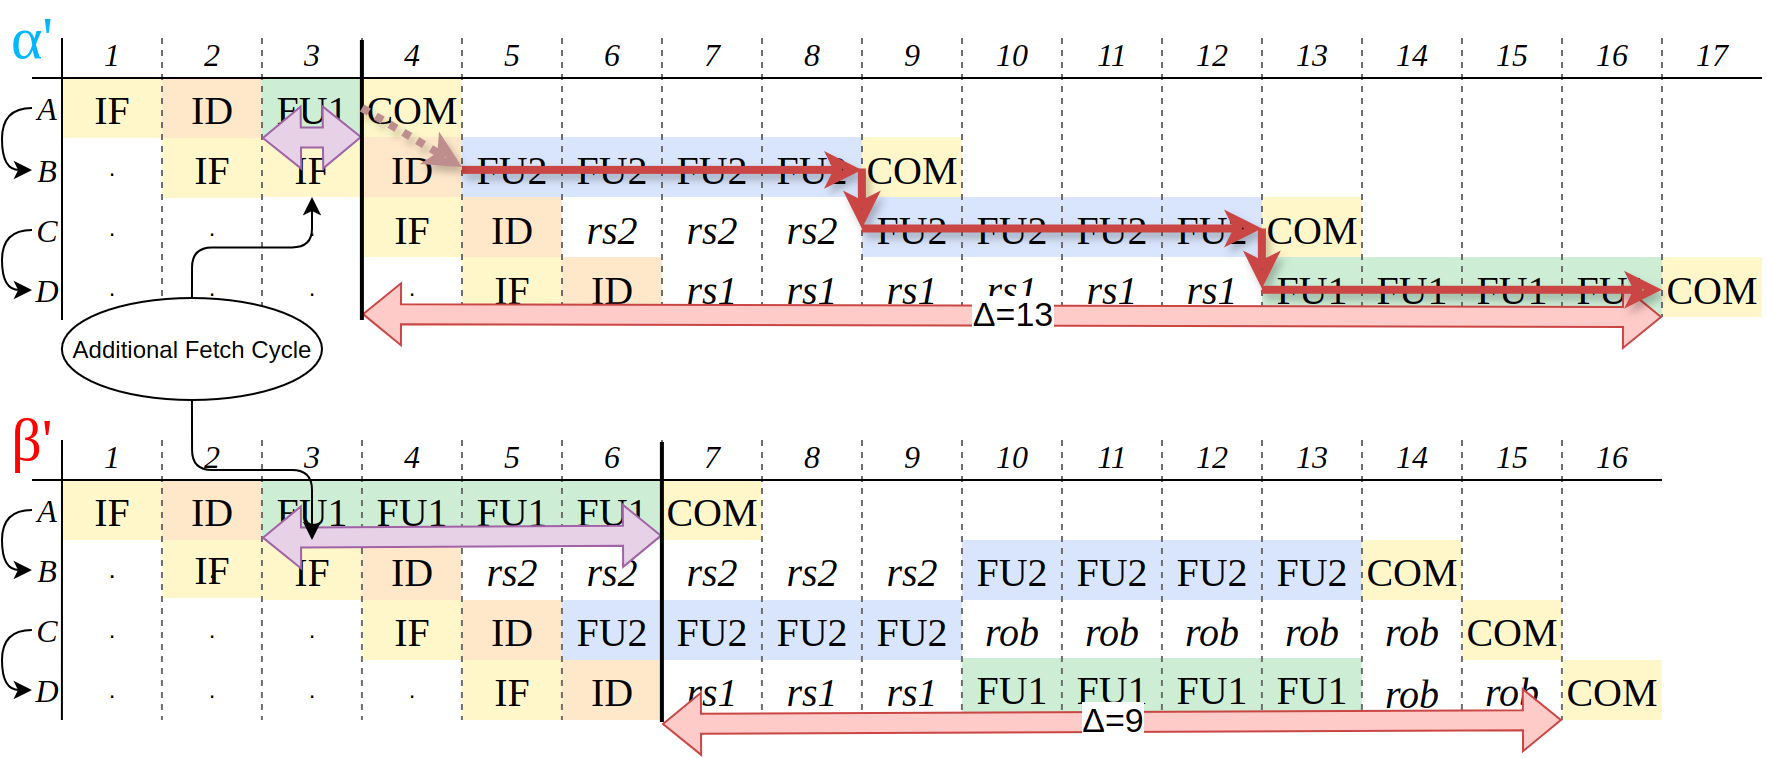 α'
1 2 3 4 5 6 7 8 9 10 11 12 13 14 15 16 17
A IF ID FU1 COM
B . IF IF ID FU2 FU2 FU2 FU2 COM
C . . . IF ID rs2 rs2 rs2 FU2 FU2 FU2 FU2 COM
D . . . . IF ID rs1 rs1 rs1 rs1 rs1 rs1 FU1 FU1 FU1 FU1 COM
Δ=13
Additional Fetch Cycle
β'
1 2 3 4 5 6 7 8 9 10 11 12 13 14 15 16
A IF ID FU1 FU1 FU1 FU1 COM
B . IF IF ID rs2 rs2 rs2 rs2 rs2 FU2 FU2 FU2 FU2 COM
C . . . IF ID FU2 FU2 FU2 FU2 rob rob rob rob rob COM
D . . . . IF ID rs1 rs1 rs1 FU1 FU1 FU1 FU1 rob rob COM
Δ=9